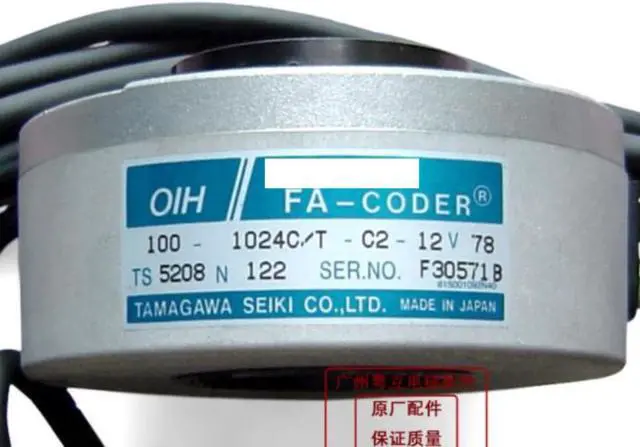 OIH FA-CODER®
100 - 1024C/T - C2-12V 78
TS 5208 N 122 SER.NO. F30571B
TAMAGAWA SEIKI CO.,LTD. MADE IN JAPAN
原厂配件
保证质量